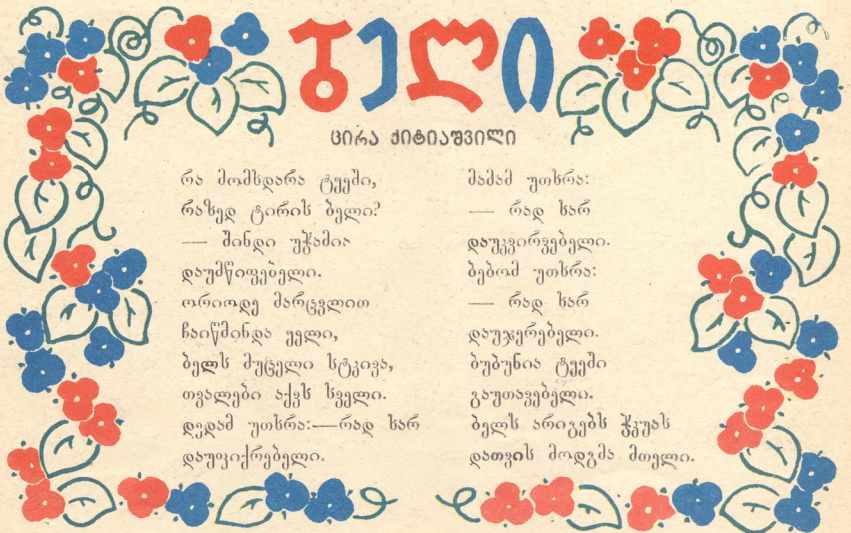 ბელი
ცირა ქიტიაშვილი
რა მომხდარა ტყეში,
რაზედ ტირის ბელი?
— შინდი უჭამია
დაუმწიფებელი.
ორიოდე მარცვლით
ჩაიწმინდა ყელი,
ბელს მუცელი სტკივა,
თვალები აქვს სველი.
დედამ უთხრა:—რად ხარ
დაუფიქრებელი.
მამამ უთხრა:
— რად ხარ
დაუკვირვებელი.
ბებომ უთხრა:
— რად ხარ
დაუჯერებელი.
ბუბუნია ტყეში
გაუთავებელი.
ბელს არიგებს ჭკუას
დათვის მოდგმა მთელი.